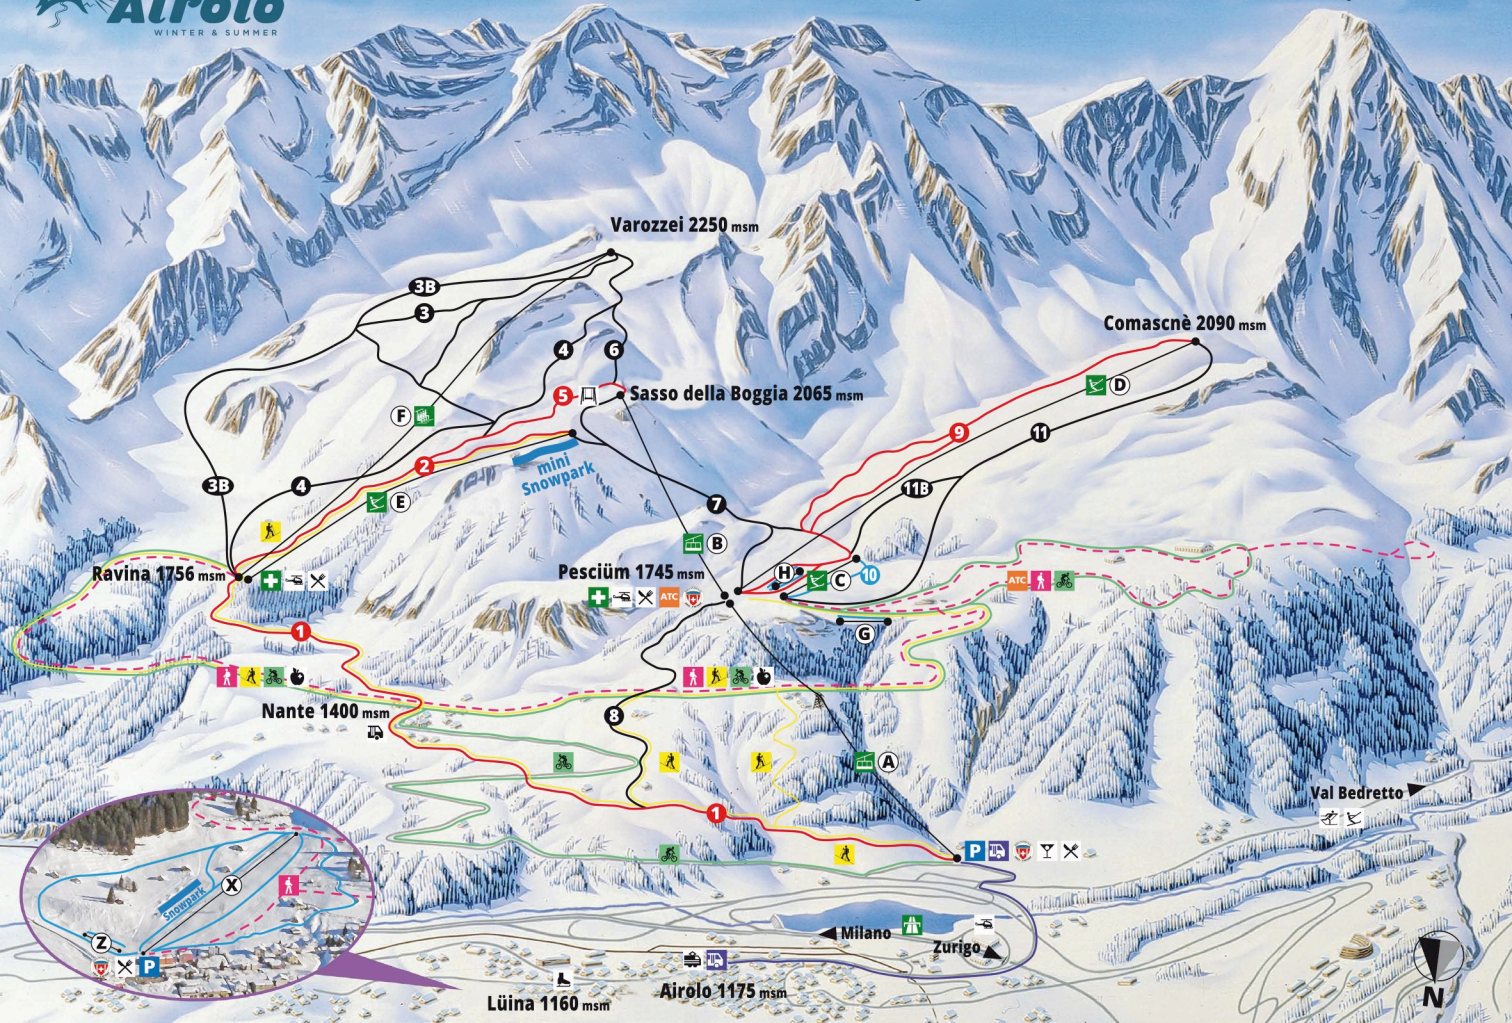 Airolo
WINTER & SUMMER
Varozzei 2250 msm
3B
3
4
6
Comascnè 2090 msm
D
5
Sasso della Boggia 2065 msm
F
9
11
2
mini
Snowpark
3B
4
E
11B
7
B
H
C
10
Ravina 1756 msm
Pesciüm 1745 msm
ATC
ATC
G
1
Nante 1400 msm
8
A
Val Bedretto
1
P
X
Snowpark
Z
P
Milano
Zurigo
Lüina 1160 msm
Airolo 1175 msm
N